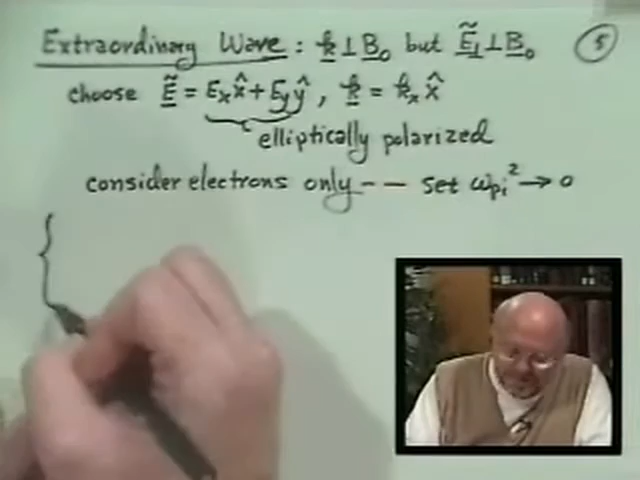 Extraordinary Wave : k ⊥ B₀ but Ẽ₁ ⊥ B₀ ⑤
choose Ẽ = Eₓx̂ + E_yŷ , k = kₓx̂
elliptically polarized
consider electrons only -- — set ω_pi² → 0